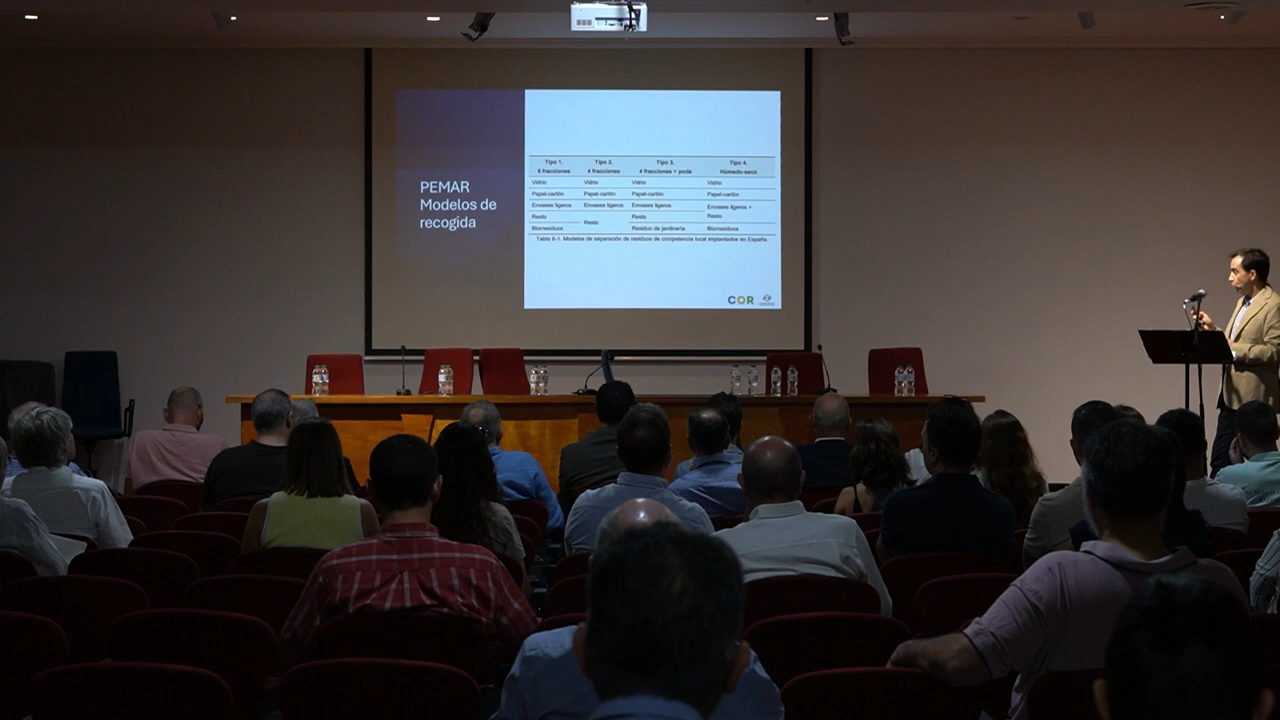 PEMAR
Modelos de
recogida
Tipo 1. Tipo 2. Tipo 3. Tipo 4.
5 fracciones 4 fracciones 4 fracciones + poda Húmedo-seco
Vidrio Vidrio Vidrio Vidrio
Papel-cartón Papel-cartón Papel-cartón Papel-cartón
Envases ligeros Envases ligeros Envases ligeros Envases ligeros +
Resto Resto Resto Resto
Biorresiduos Residuo de jardinería Biorresiduos
Tabla 6-1. Modelos de separación de residuos de competencia local implantados en España
COR